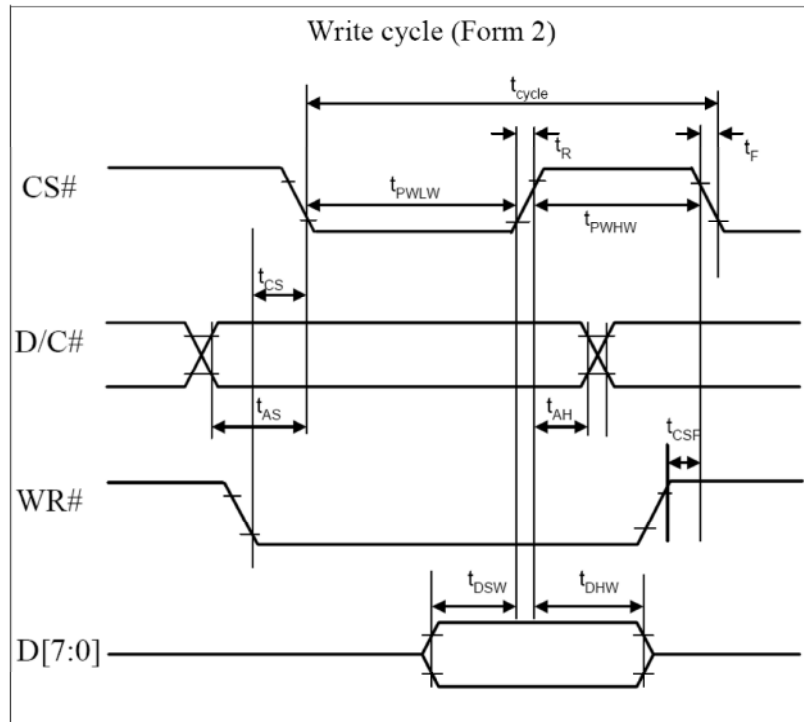 Write cycle (Form 2)
tcycle
tR
tF
CS#
tPWLW
tPWHW
tCS
D/C#
tAS
tAH
tCSF
WR#
tDSW
tDHW
D[7:0]